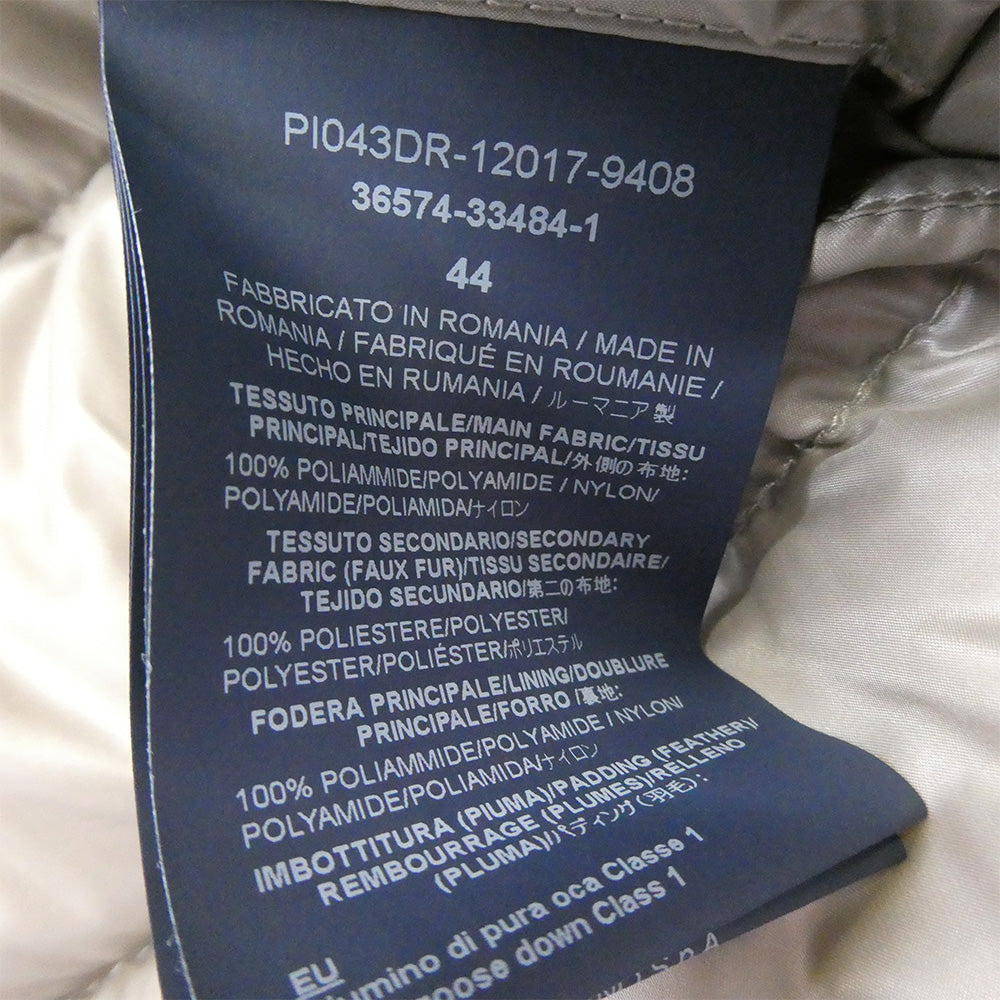 PI043DR-12017-9408
36574-33484-1
44
FABBRICATO IN ROMANIA / MADE IN
ROMANIA / FABRIQUÉ EN ROUMANIE /
HECHO EN RUMANIA / ルーマニア製
TESSUTO PRINCIPALE/MAIN FABRIC/TISSU
PRINCIPAL/TEJIDO PRINCIPAL/外側の布地:
100% POLIAMMIDE/POLYAMIDE / NYLON/
POLYAMIDE/POLIAMIDA/ナイロン
TESSUTO SECONDARIO/SECONDARY
FABRIC (FAUX FUR)/TISSU SECONDAIRE/
TEJIDO SECUNDARIO/第二の布地:
100% POLIESTERE/POLYESTER/
POLYESTER/POLIÉSTER/ポリエステル
FODERA PRINCIPALE/LINING/DOUBLURE
PRINCIPALE/FORRO /裏地:
100% POLIAMMIDE/POLYAMIDE / NYLON/
POLYAMIDE/POLIAMIDA/ナイロン
IMBOTTITURA (PIUMA)/PADDING (FEATHER)/
REMBOURRAGE (PLUMES)/RELLENO
(PLUMA)/パディング(羽毛):
EU
di pura oca Classe 1
down Class 1